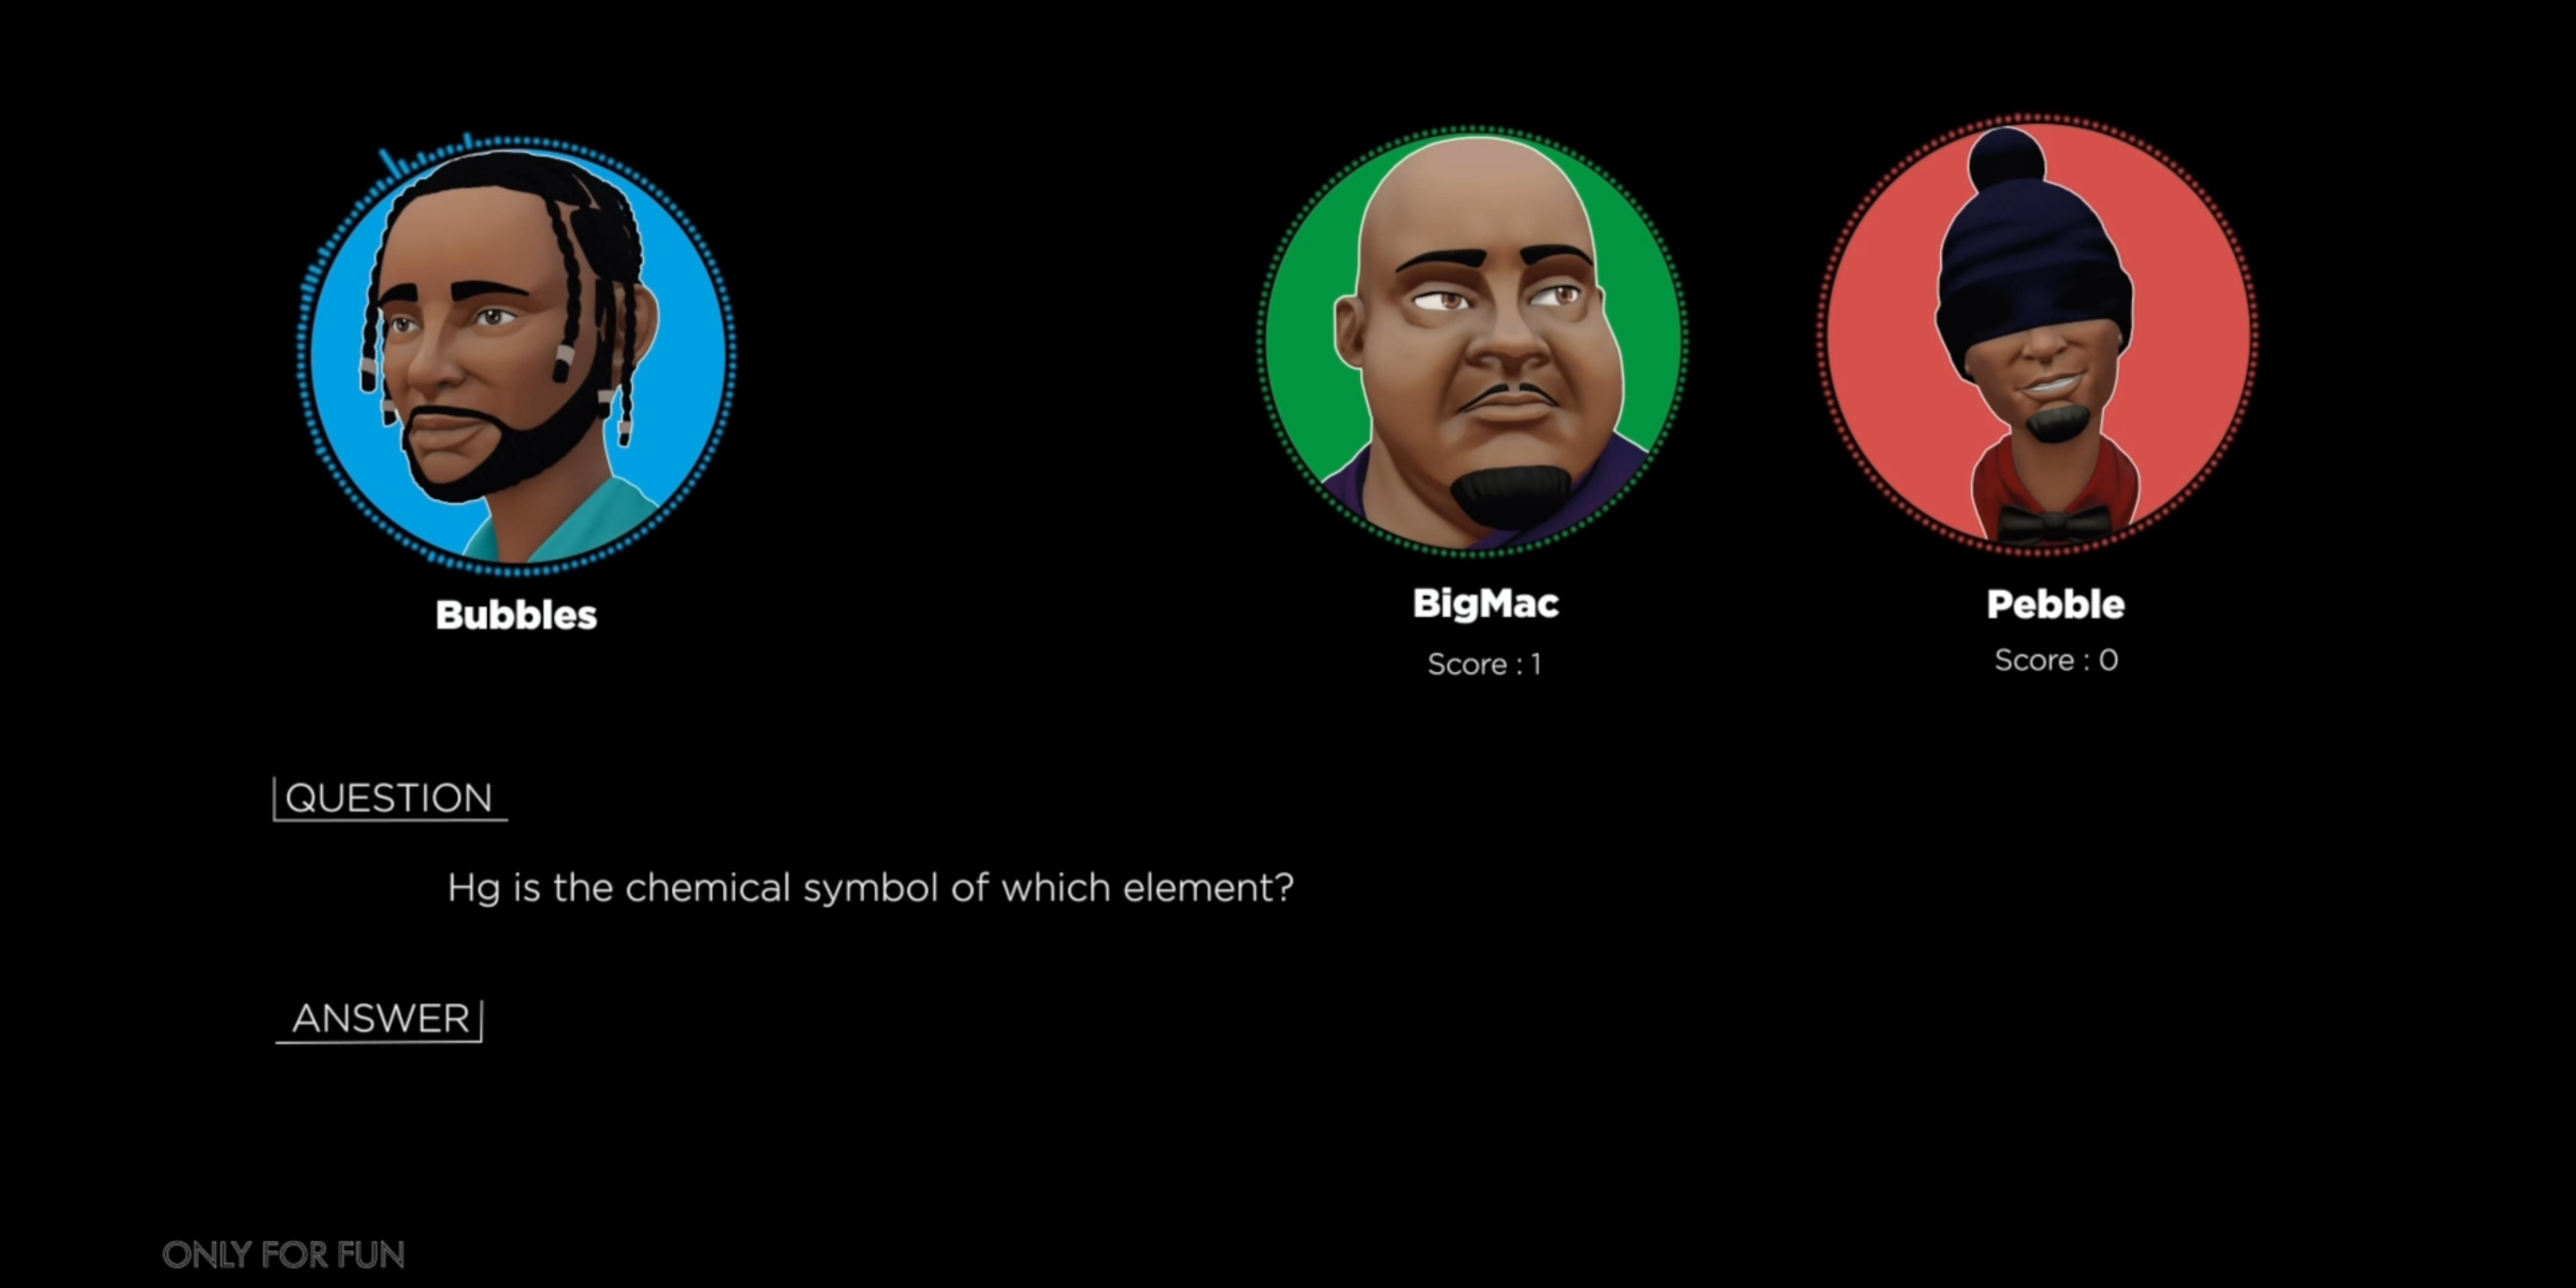 Bubbles
BigMac
Score : 1
Pebble
Score : 0
QUESTION
Hg is the chemical symbol of which element?
ANSWER
ONLY FOR FUN